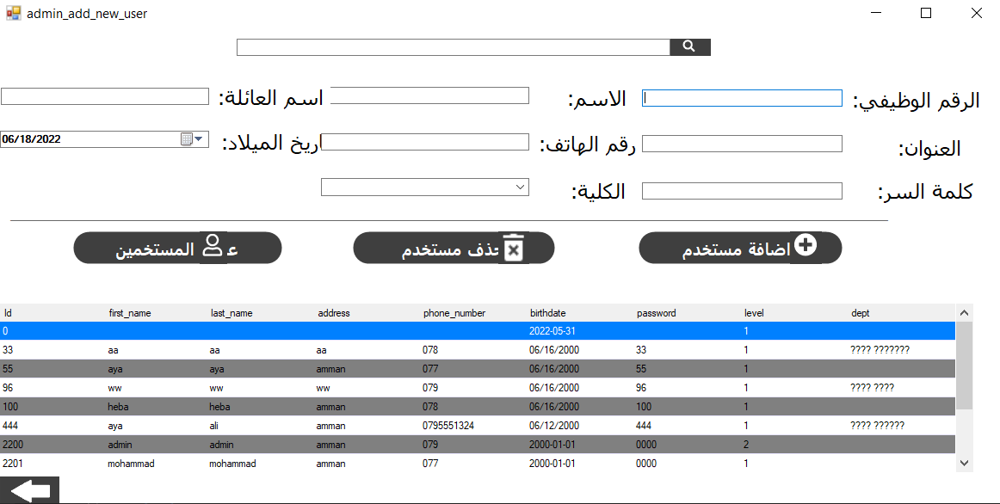 admin_add_new_user
الرقم الوظيفي: الاسم: اسم العائلة:
العنوان: رقم الهاتف: اريخ الميلاد: 06/18/2022
كلمة السر: الكلية:
اضافة مستخدم حذف مستخدم عـ المستخمين
Id first_name last_name address phone_number birthdate password level dept
0 2022-05-31 1
33 aa aa aa 078 06/16/2000 33 1 ???? ???????
55 aya aya amman 077 06/16/2000 55 1
96 ww ww ww 079 06/16/2000 96 1 ???? ????
100 heba heba amman 078 06/16/2000 100 1
444 aya ali amman 0795551324 06/12/2000 444 1 ???? ??????
2200 admin admin amman 079 2000-01-01 0000 2
2201 mohammad mohammad amman 077 2000-01-01 0000 1